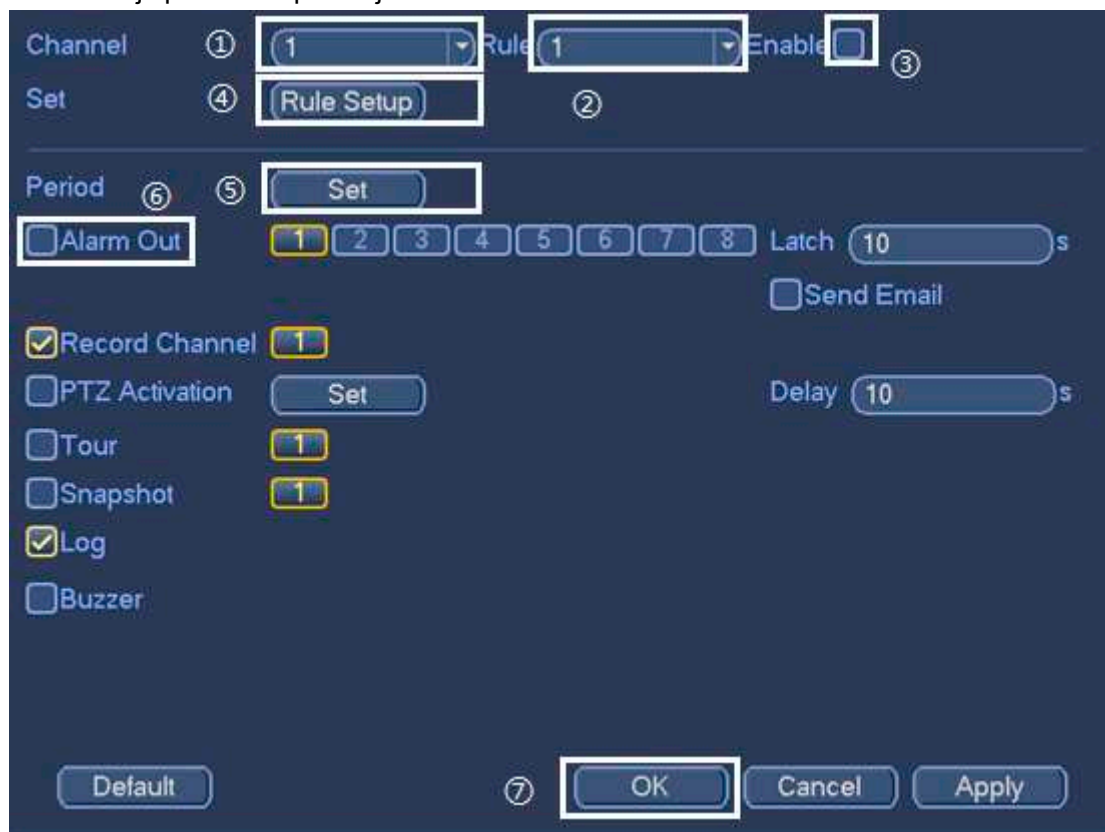 Channel ① 1 Rule 1 Enable ③
Set ④ Rule Setup ②
Period ⑥ ⑤ Set
Alarm Out 1 2 3 4 5 6 7 8 Latch 10 s
Send Email
Record Channel 1
PTZ Activation Set Delay 10 s
Tour 1
Snapshot 1
Log
Buzzer
Default ⑦ OK Cancel Apply